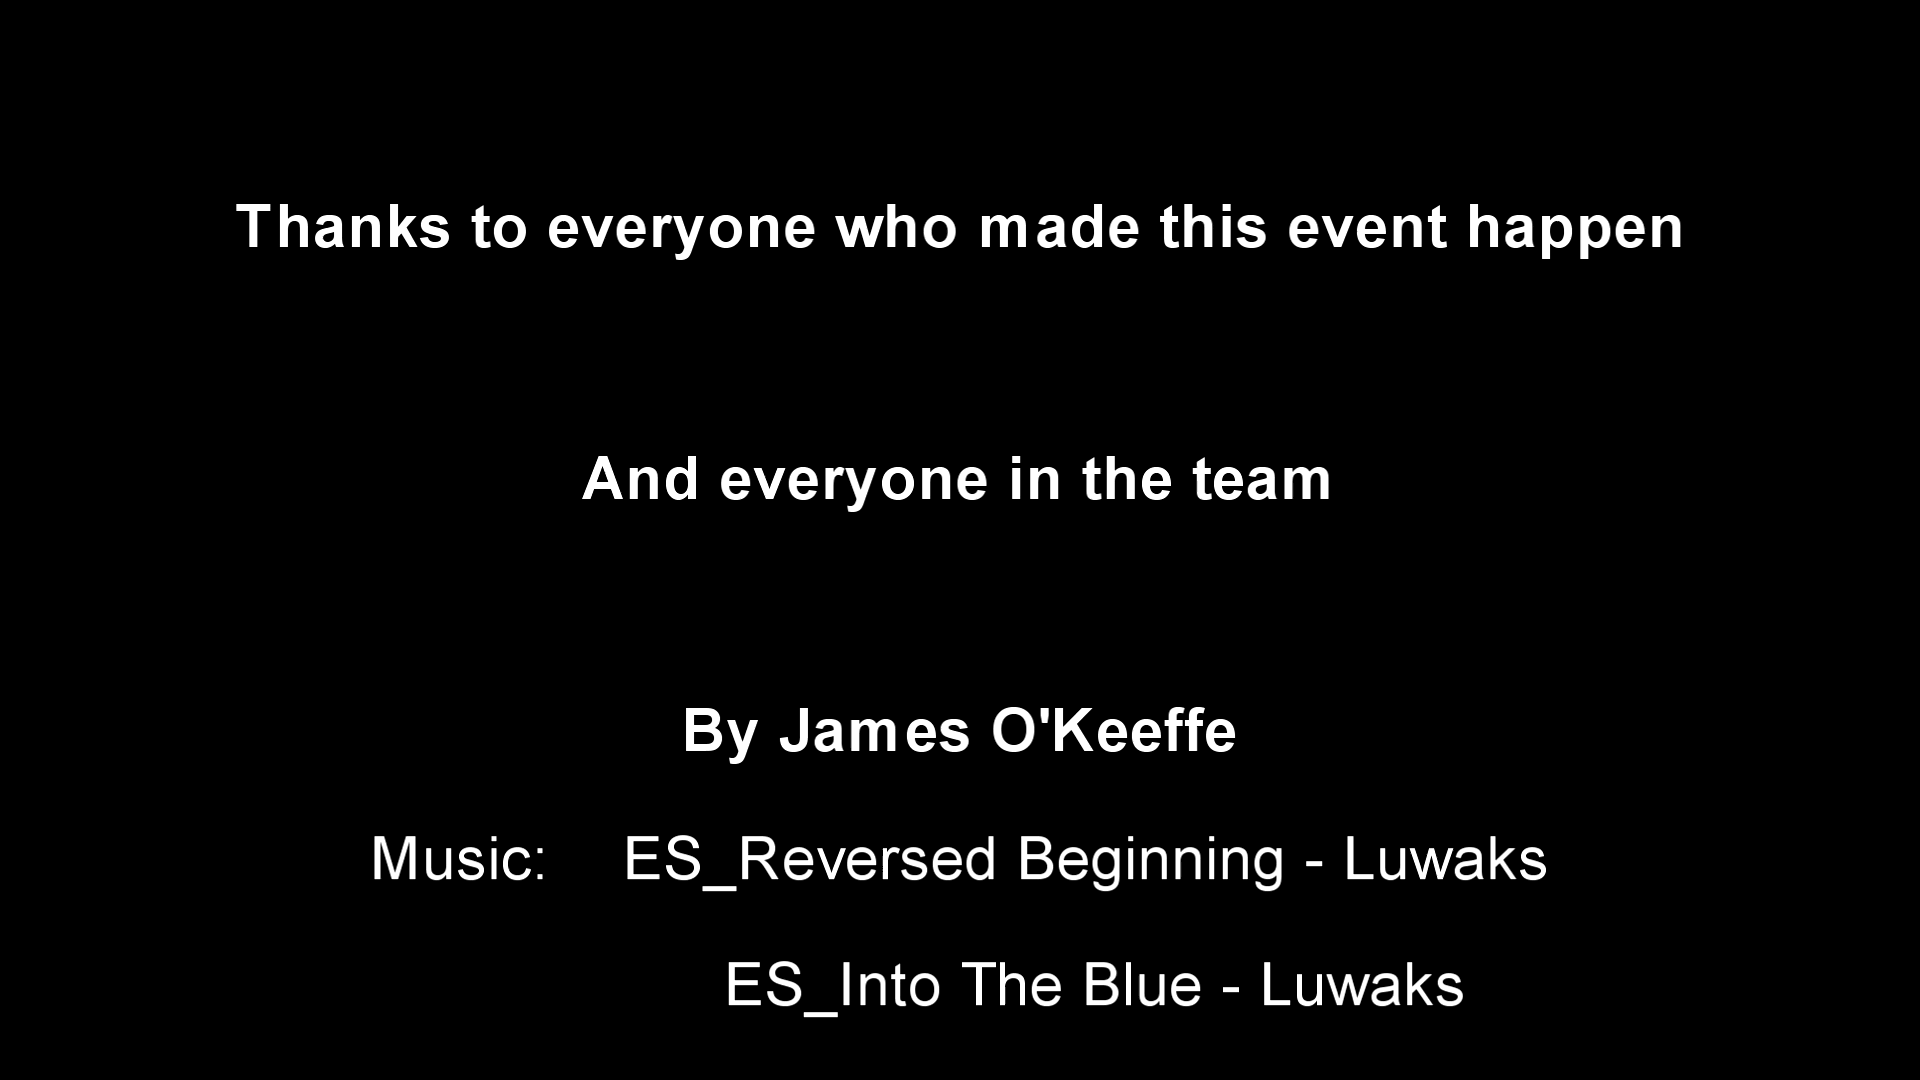 Thanks to everyone who made this event happen
And everyone in the team
By James O'Keeffe
Music: ES_Reversed Beginning - Luwaks
ES_Into The Blue - Luwaks